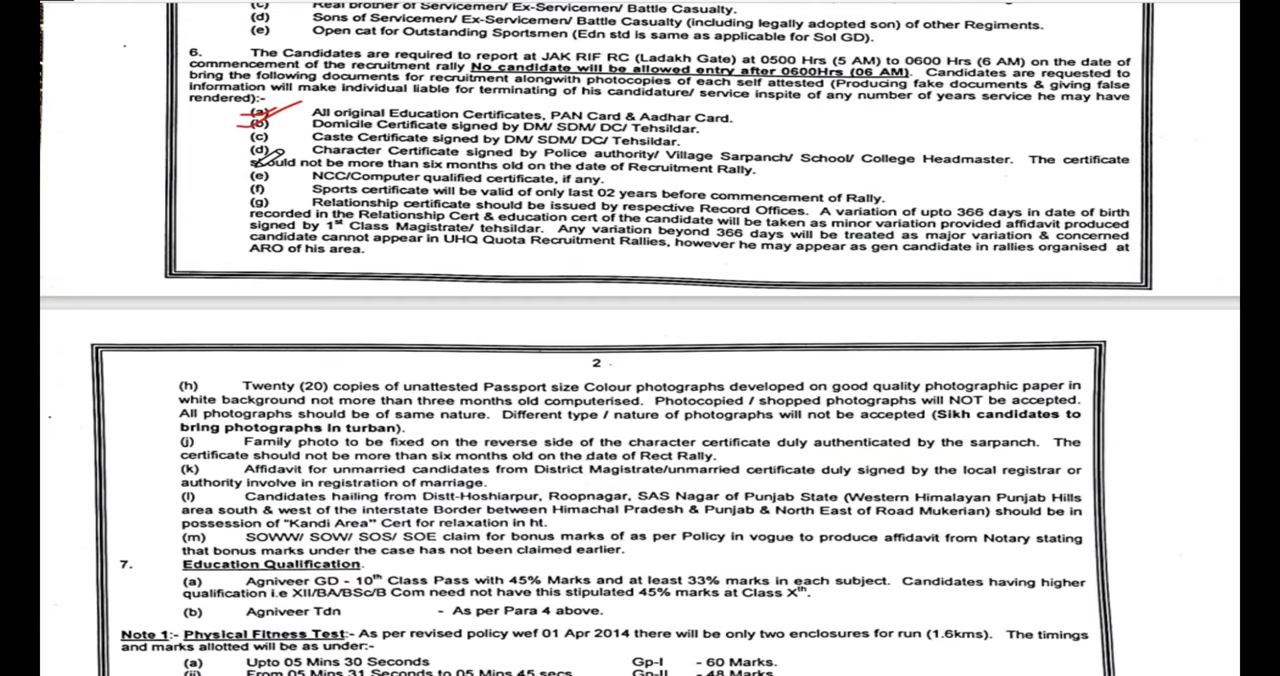 (c) Real brother of Servicemen/ Ex-Servicemen/ Battle Casualty.
(d) Sons of Servicemen/ Ex-Servicemen/ Battle Casualty (including legally adopted son) of other Regiments.
(e) Open cat for Outstanding Sportsmen (Edn std is same as applicable for Sol GD).
6. The Candidates are required to report at JAK RIF RC (Ladakh Gate) at 0500 Hrs (5 AM) to 0600 Hrs (6 AM) on the date of
commencement of the recruitment rally No candidate will be allowed entry after 0600Hrs (06 AM). Candidates are requested to
bring the following documents for recruitment alongwith photocopies of each self attested (Producing fake documents & giving false
information will make individual liable for terminating of his candidature/ service inspite of any number of years service he may have
rendered):-
(a) All original Education Certificates, PAN Card & Aadhar Card.
(b) Domicile Certificate signed by DM/ SDM/ DC/ Tehsildar.
(c) Caste Certificate signed by DM/ SDM/ DC/ Tehsildar.
(d) Character Certificate signed by Police authority/ Village Sarpanch/ School/ College Headmaster. The certificate
should not be more than six months old on the date of Recruitment Rally.
(e) NCC/Computer qualified certificate, if any.
(f) Sports certificate will be valid of only last 02 years before commencement of Rally.
(g) Relationship certificate should be issued by respective Record Offices. A variation of upto 366 days in date of birth
recorded in the Relationship Cert & education cert of the candidate will be taken as minor variation provided affidavit produced
signed by 1st Class Magistrate/ tehsildar. Any variation beyond 366 days will be treated as major variation & concerned
candidate cannot appear in UHQ Quota Recruitment Rallies, however he may appear as gen candidate in rallies organised at
ARO of his area.
2
(h) Twenty (20) copies of unattested Passport size Colour photographs developed on good quality photographic paper in
white background not more than three months old computerised. Photocopied / shopped photographs will NOT be accepted.
All photographs should be of same nature. Different type / nature of photographs will not be accepted (Sikh candidates to
bring photographs in turban).
(j) Family photo to be fixed on the reverse side of the character certificate duly authenticated by the sarpanch. The
certificate should not be more than six months old on the date of Rect Rally.
(k) Affidavit for unmarried candidates from District Magistrate/unmarried certificate duly signed by the local registrar or
authority involve in registration of marriage.
(l) Candidates hailing from Distt-Hoshiarpur, Roopnagar, SAS Nagar of Punjab State (Western Himalayan Punjab Hills
area south & west of the interstate Border between Himachal Pradesh & Punjab & North East of Road Mukerian) should be in
possession of "Kandi Area" Cert for relaxation in ht.
(m) SOWW/ SOW/ SOS/ SOE claim for bonus marks of as per Policy in vogue to produce affidavit from Notary stating
that bonus marks under the case has not been claimed earlier.
7. Education Qualification.
(a) Agniveer GD - 10th Class Pass with 45% Marks and at least 33% marks in each subject. Candidates having higher
qualification i.e XII/BA/BSc/B Com need not have this stipulated 45% marks at Class Xth.
(b) Agniveer Tdn - As per Para 4 above.
Note 1:- Physical Fitness Test:- As per revised policy wef 01 Apr 2014 there will be only two enclosures for run (1.6kms). The timings
and marks allotted will be as under:-
(a) Upto 05 Mins 30 Seconds Gp-I - 60 Marks.
(ii) From 05 Mins 31 Seconds to 05 Mins 45 secs Gp-II - 48 Marks